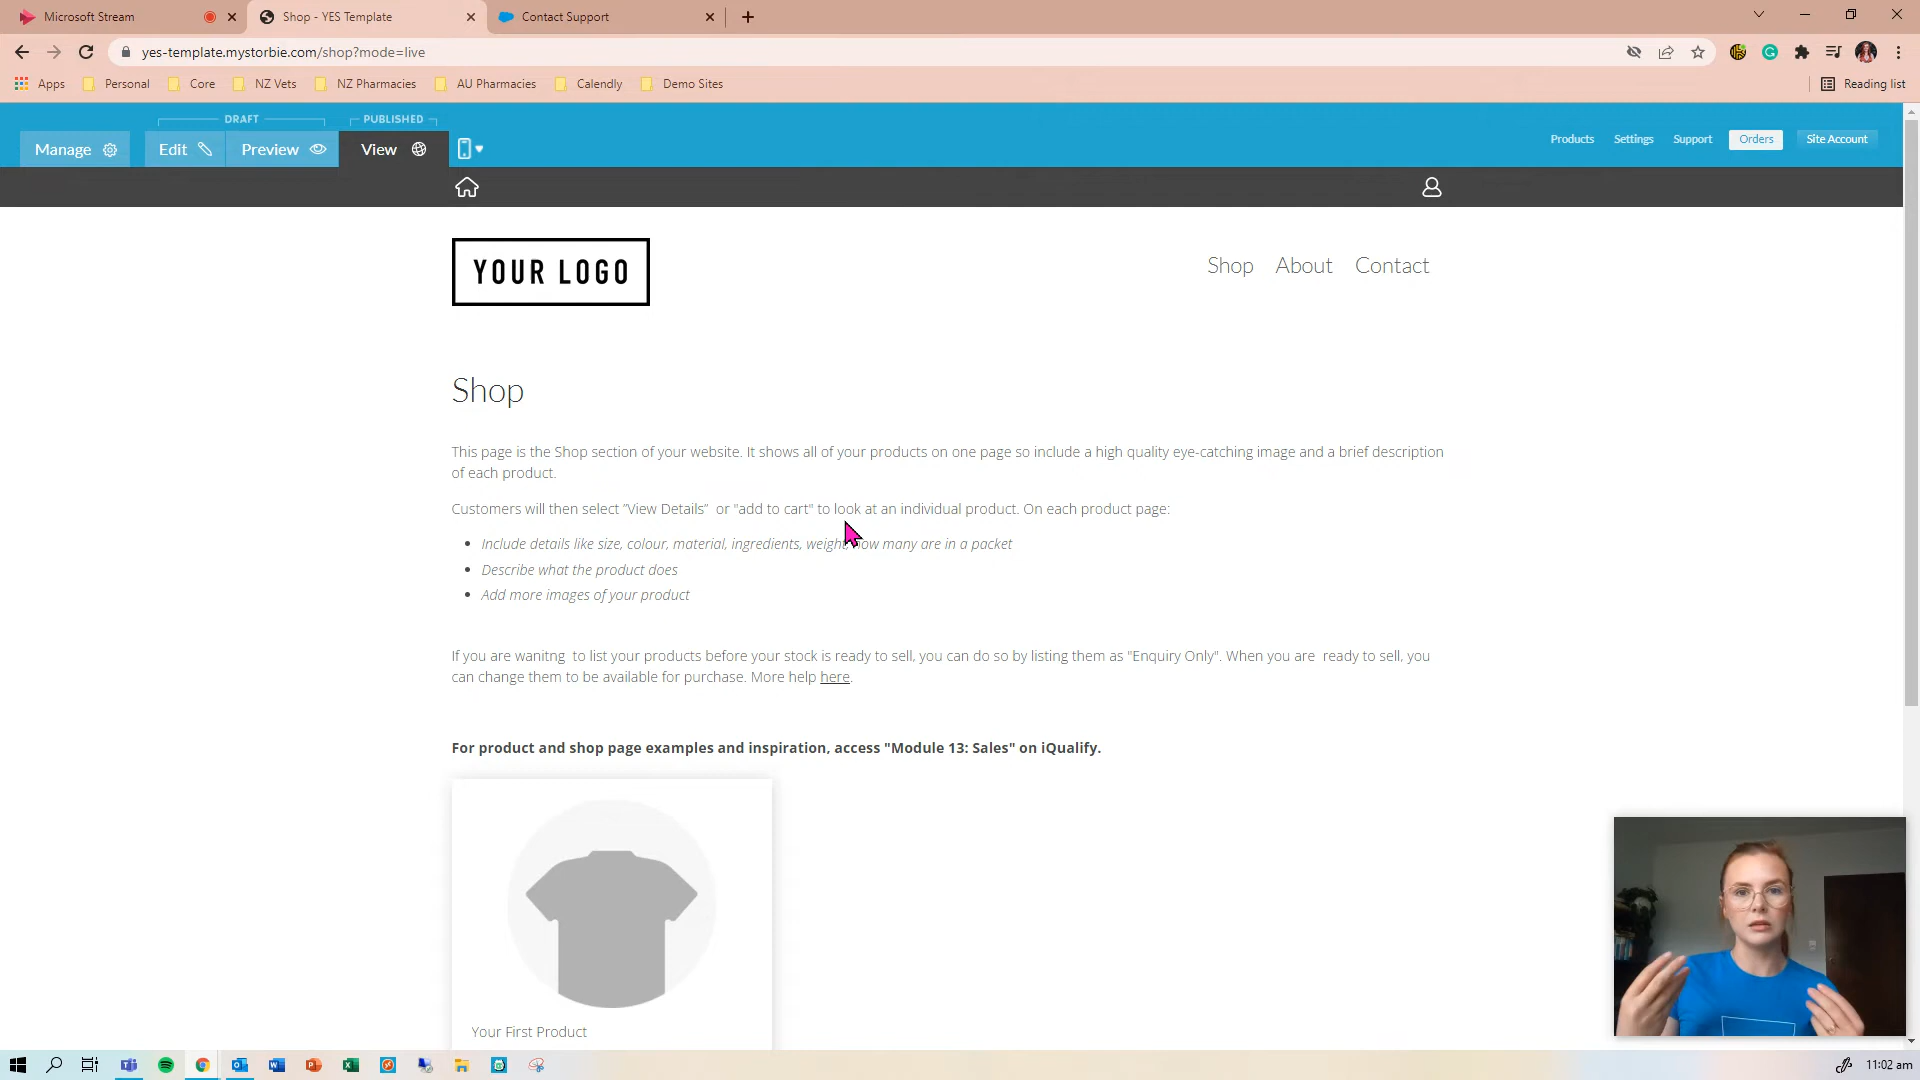 Microsoft Stream
Shop - YES Template
Contact Support
yes-template.mystorbie.com/shop?mode=live
Apps
Personal
Core
NZ Vets
NZ Pharmacies
AU Pharmacies
Calendly
Demo Sites
Reading list
DRAFT
PUBLISHED
Manage
Edit
Preview
View
Products
Settings
Support
Orders
Site Account
YOUR LOGO
Shop
About
Contact
Shop
This page is the Shop section of your website. It shows all of your products on one page so include a high quality eye-catching image and a brief description
of each product.
Customers will then select "View Details" or "add to cart" to look at an individual product. On each product page:
Include details like size, colour, material, ingredients, weight, how many are in a packet
Describe what the product does
Add more images of your product
If you are wanitng to list your products before your stock is ready to sell, you can do so by listing them as "Enquiry Only". When you are ready to sell, you
can change them to be available for purchase. More help here.
For product and shop page examples and inspiration, access "Module 13: Sales" on iQualify.
Your First Product
11:02 am